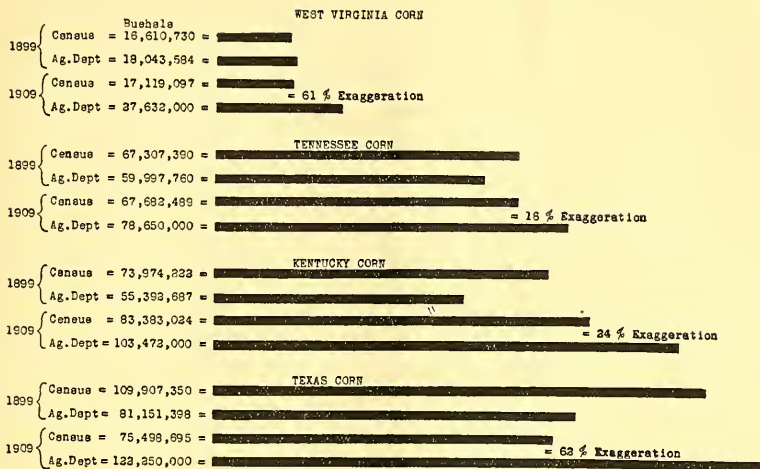 WEST VIRGINIA CORN
Bushels
1899 { Census = 16,610,730 =
Ag.Dept = 18,043,584 =
1909 { Census = 17,119,097 =
= 61 % Exaggeration
Ag.Dept = 27,632,000 =
TENNESSEE CORN
1899 { Census = 67,307,390 =
Ag.Dept = 59,997,760 =
1909 { Census = 67,682,489 =
= 16 % Exaggeration
Ag.Dept = 78,650,000 =
KENTUCKY CORN
1899 { Census = 73,974,223 =
Ag.Dept = 55,392,687 =
1909 { Census = 83,383,024 =
= 24 % Exaggeration
Ag.Dept = 103,472,000 =
TEXAS CORN
1899 { Census = 109,907,350 =
Ag.Dept = 81,151,398 =
1909 { Census = 75,498,695 =
= 62 % Exaggeration
Ag.Dept = 122,250,000 =